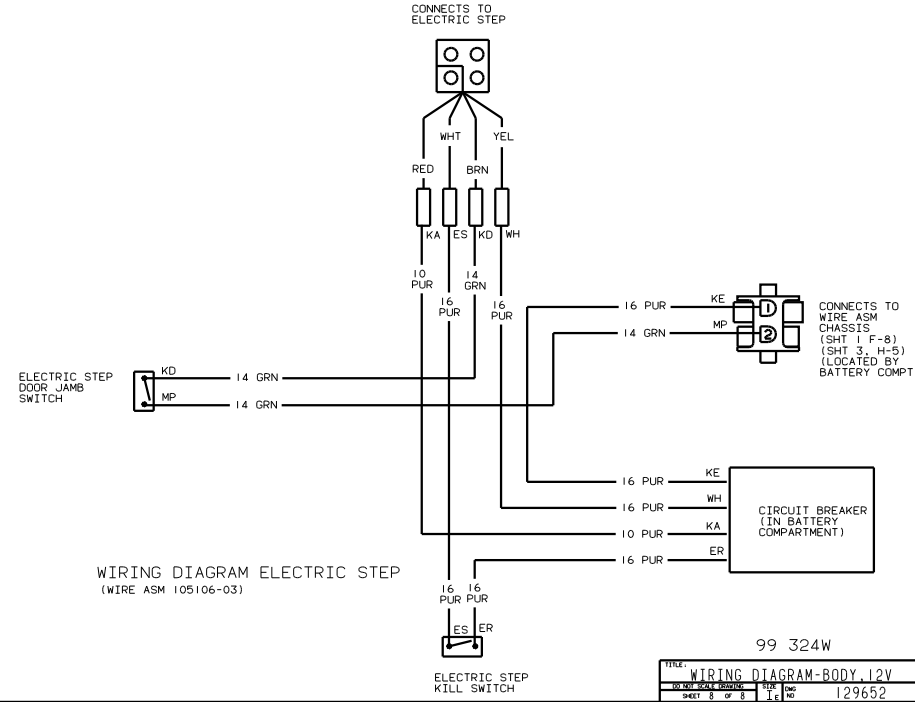 CONNECTS TO
ELECTRIC STEP
WHT
YEL
RED
BRN
KA
ES
KD
WH
10
PUR
14
GRN
16
PUR
16
PUR
16 PUR
KE
1
14 GRN
MP
2
CONNECTS TO
WIRE ASM
CHASSIS
(SHT 1 F-8)
(SHT 3, H-5)
(LOCATED BY
BATTERY COMPT
ELECTRIC STEP
DOOR JAMB
SWITCH
KD
14 GRN
MP
14 GRN
16 PUR
KE
16 PUR
WH
10 PUR
KA
16 PUR
ER
CIRCUIT BREAKER
(IN BATTERY
COMPARTMENT)
WIRING DIAGRAM ELECTRIC STEP
(WIRE ASM 105106-03)
16
PUR
16
PUR
ES
ER
ELECTRIC STEP
KILL SWITCH
99 324W
TITLE:
WIRING DIAGRAM-BODY, 12V
DO NOT SCALE DRAWING
SHEET 8 OF 8
SIZE
E
DWG
NO
129652